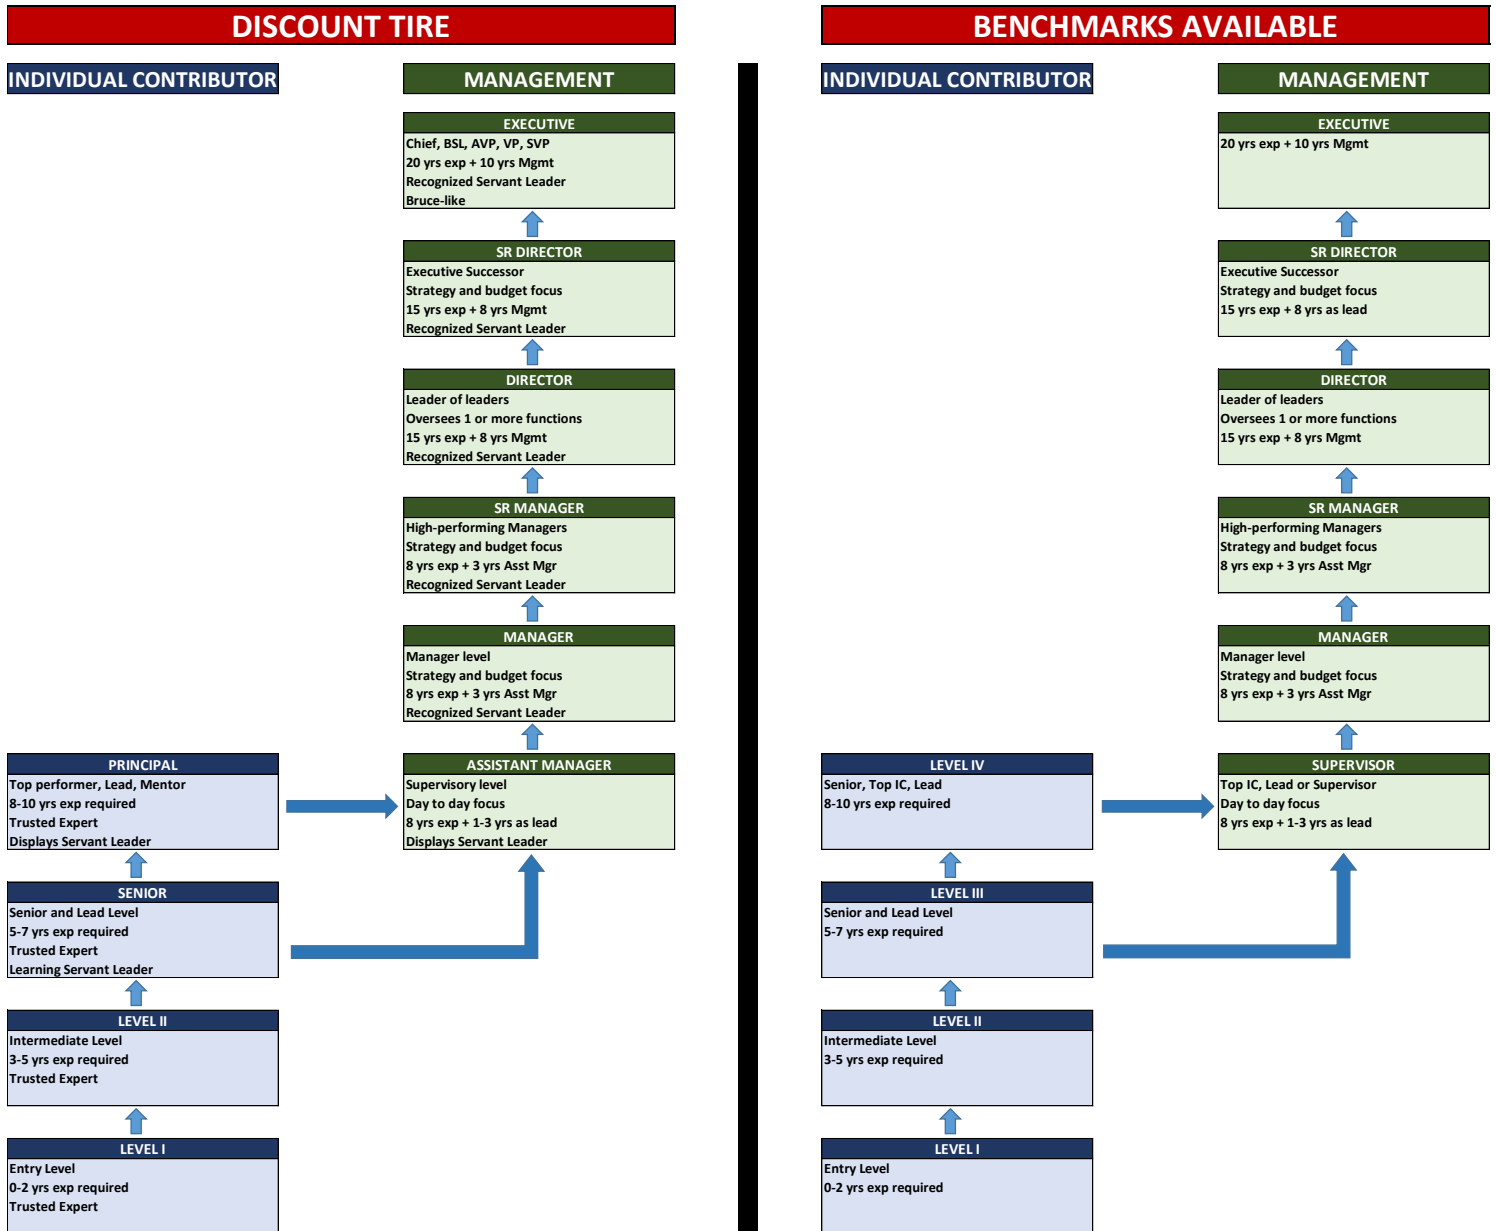 DISCOUNT TIRE
INDIVIDUAL CONTRIBUTOR
MANAGEMENT
EXECUTIVE
Chief, BSL, AVP, VP, SVP
20 yrs exp + 10 yrs Mgmt
Recognized Servant Leader
Bruce-like
SR DIRECTOR
Executive Successor
Strategy and budget focus
15 yrs exp + 8 yrs Mgmt
Recognized Servant Leader
DIRECTOR
Leader of leaders
Oversees 1 or more functions
15 yrs exp + 8 yrs Mgmt
Recognized Servant Leader
SR MANAGER
High-performing Managers
Strategy and budget focus
8 yrs exp + 3 yrs Asst Mgr
Recognized Servant Leader
MANAGER
Manager level
Strategy and budget focus
8 yrs exp + 3 yrs Asst Mgr
Recognized Servant Leader
PRINCIPAL
Top performer, Lead, Mentor
8-10 yrs exp required
Trusted Expert
Displays Servant Leader
ASSISTANT MANAGER
Supervisory level
Day to day focus
8 yrs exp + 1-3 yrs as lead
Displays Servant Leader
SENIOR
Senior and Lead Level
5-7 yrs exp required
Trusted Expert
Learning Servant Leader
LEVEL II
Intermediate Level
3-5 yrs exp required
Trusted Expert
LEVEL I
Entry Level
0-2 yrs exp required
Trusted Expert
BENCHMARKS AVAILABLE
INDIVIDUAL CONTRIBUTOR
MANAGEMENT
EXECUTIVE
20 yrs exp + 10 yrs Mgmt
SR DIRECTOR
Executive Successor
Strategy and budget focus
15 yrs exp + 8 yrs as lead
DIRECTOR
Leader of leaders
Oversees 1 or more functions
15 yrs exp + 8 yrs Mgmt
SR MANAGER
High-performing Managers
Strategy and budget focus
8 yrs exp + 3 yrs Asst Mgr
MANAGER
Manager level
Strategy and budget focus
8 yrs exp + 3 yrs Asst Mgr
LEVEL IV
Senior, Top IC, Lead
8-10 yrs exp required
SUPERVISOR
Top IC, Lead or Supervisor
Day to day focus
8 yrs exp + 1-3 yrs as lead
LEVEL III
Senior and Lead Level
5-7 yrs exp required
LEVEL II
Intermediate Level
3-5 yrs exp required
LEVEL I
Entry Level
0-2 yrs exp required